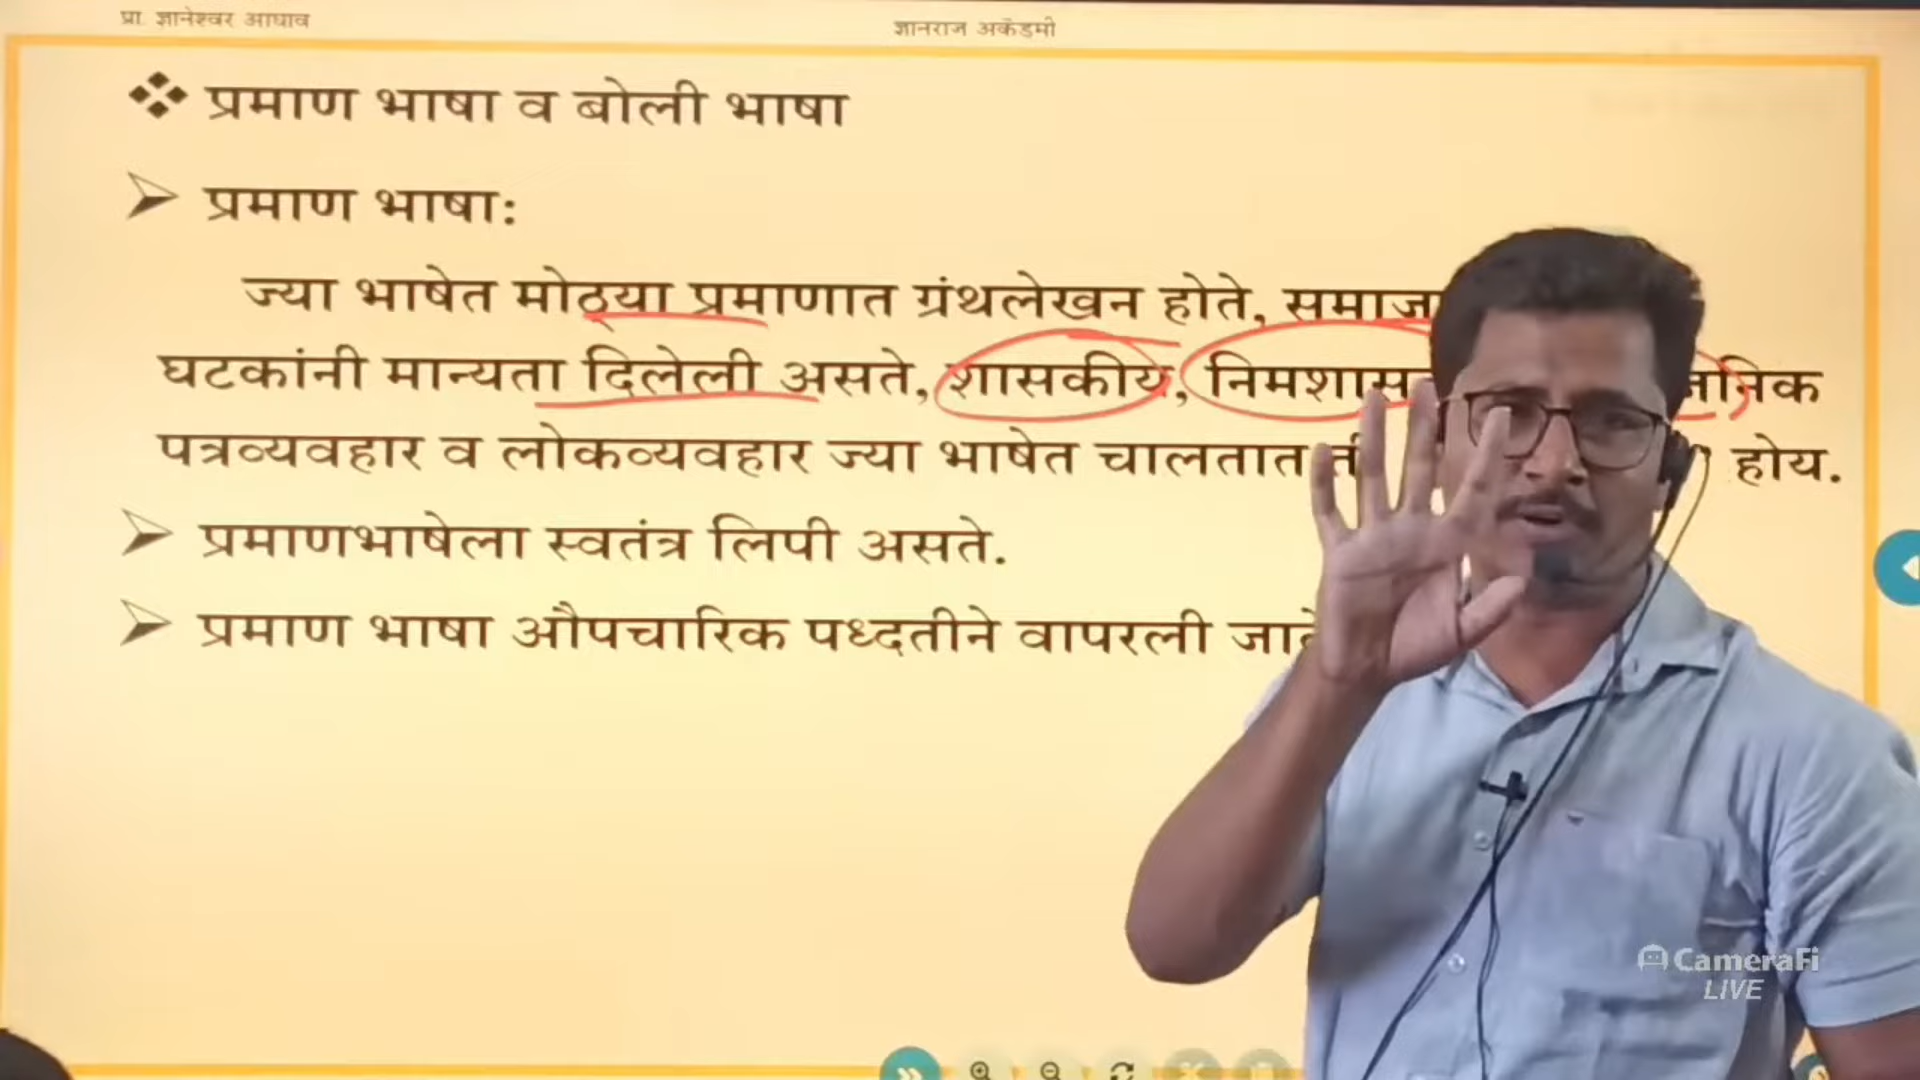 प्रा. ज्ञानेश्वर आघाव
ज्ञानराज अकॅडमी
प्रमाण भाषा व बोली भाषा
प्रमाण भाषाः
ज्या भाषेत मोठ्या प्रमाणात ग्रंथलेखन होते, समाज
घटकांनी मान्यता दिलेली असते, शासकीय, निमशास
पत्रव्यवहार व लोकव्यवहार ज्या भाषेत चालतात ती होय.
प्रमाणभाषेला स्वतंत्र लिपी असते.
प्रमाण भाषा औपचारिक पध्दतीने वापरली जाते
CameraFi
LIVE